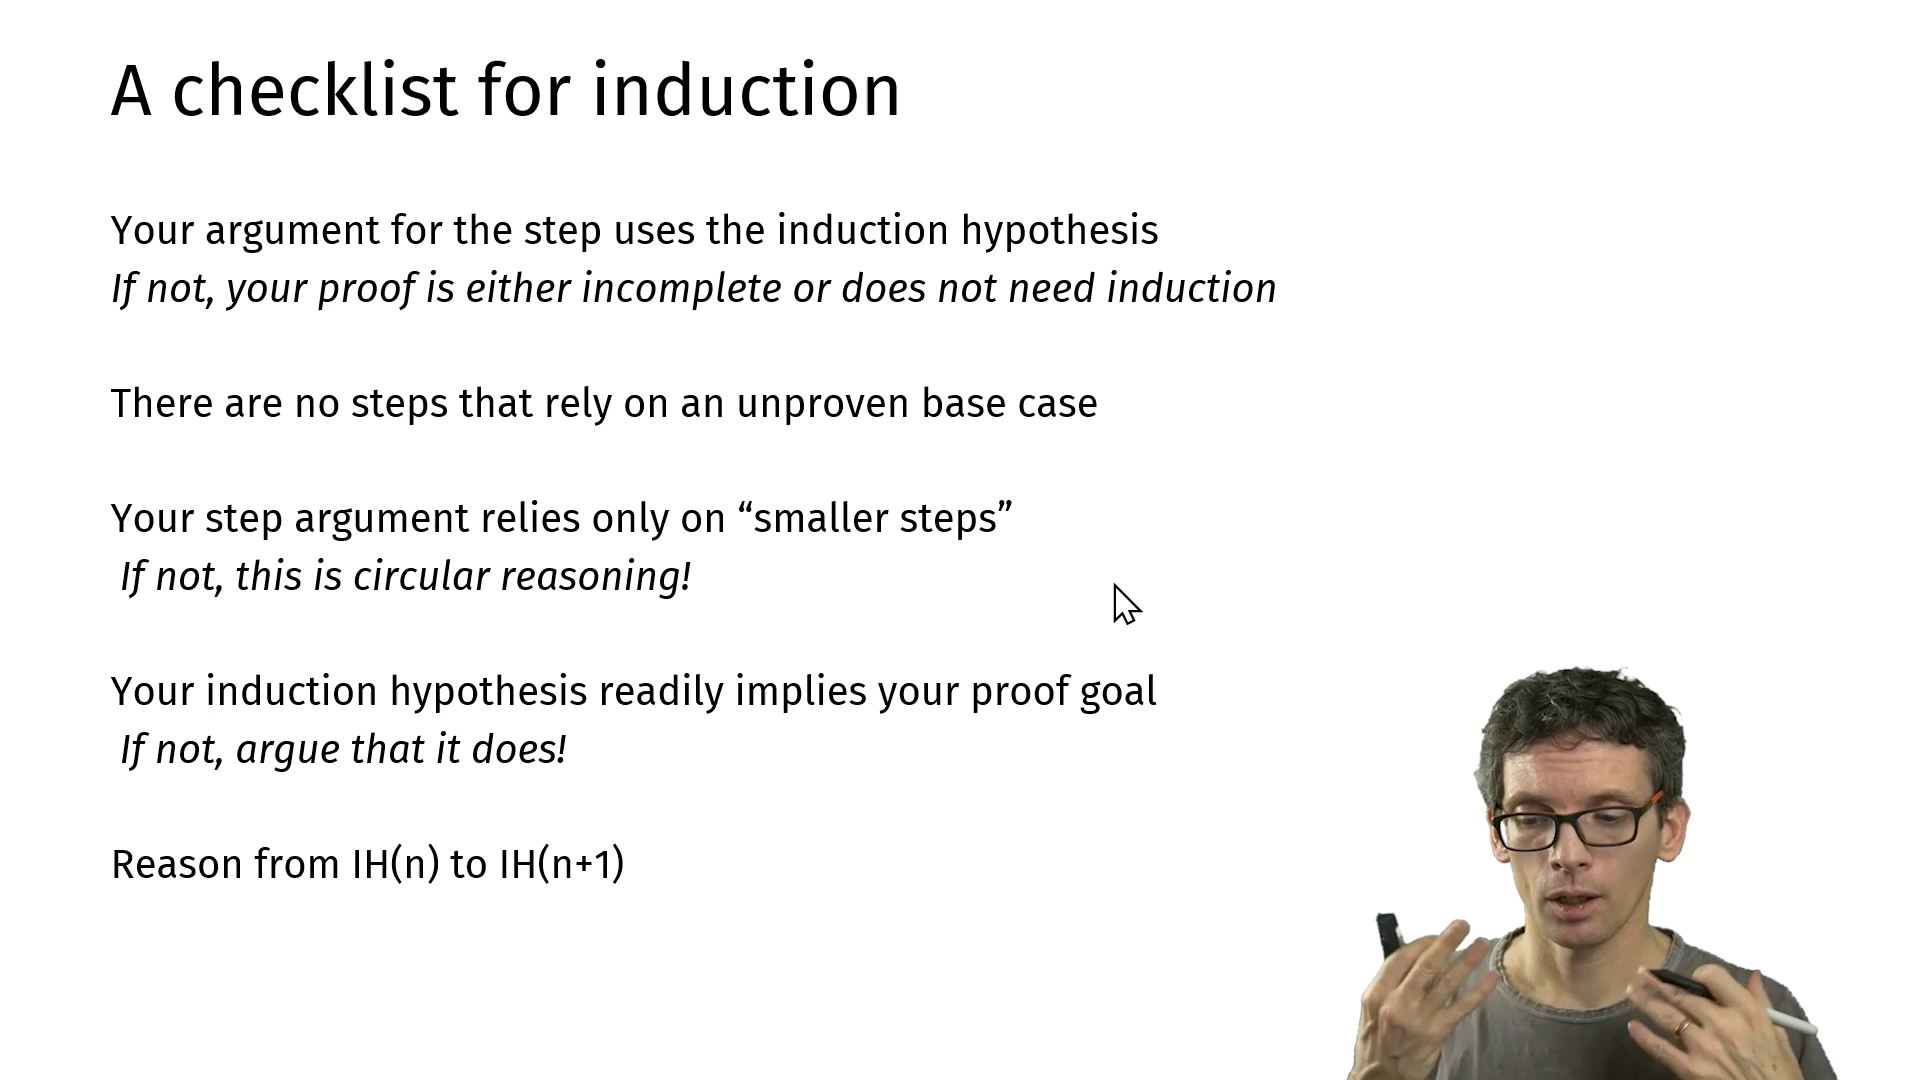 A checklist for induction
Your argument for the step uses the induction hypothesis
If not, your proof is either incomplete or does not need induction
There are no steps that rely on an unproven base case
Your step argument relies only on “smaller steps”
If not, this is circular reasoning!
Your induction hypothesis readily implies your proof goal
If not, argue that it does!
Reason from IH(n) to IH(n+1)